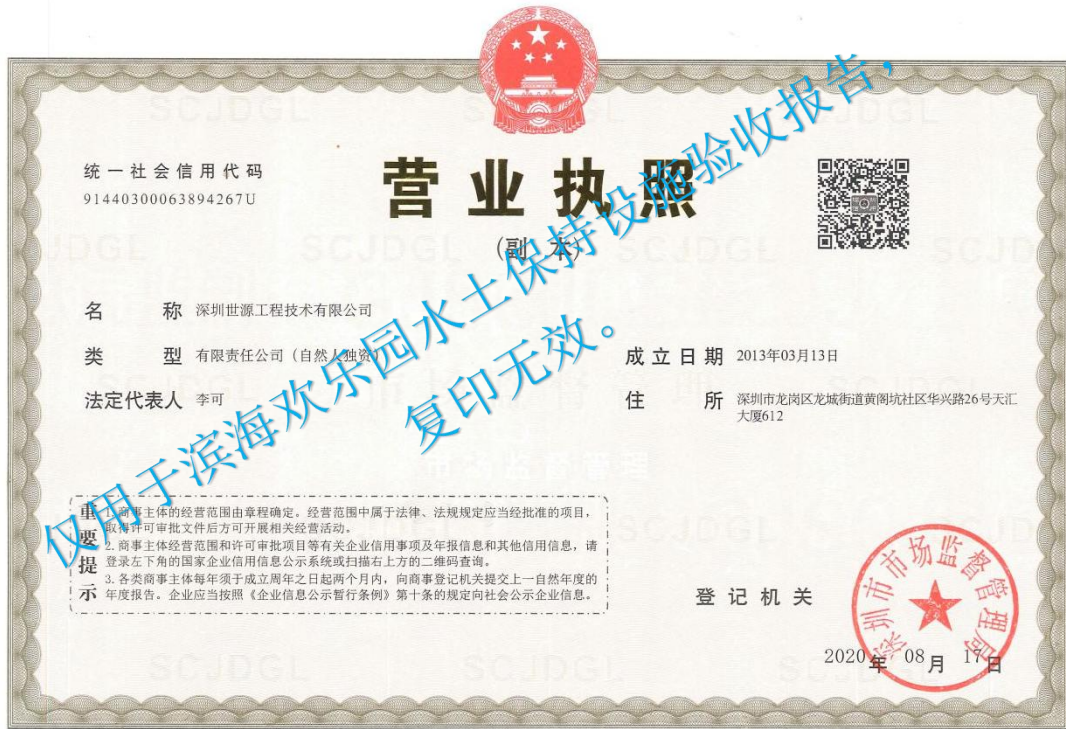 统一社会信用代码
91440300063894267U
营业执照
(副 本)
名 称 深圳世源工程技术有限公司
类 型 有限责任公司（自然人独资）
成立日期 2013年03月13日
法定代表人 李可
住 所 深圳市龙岗区龙城街道黄阁坑社区华兴路26号天汇
大厦612
仅用于滨海欢乐园水土保持设施验收报告，
复印无效。
重要提示
1.商事主体的经营范围由章程确定。经营范围中属于法律、法规规定应当经批准的项目，
取得许可审批文件后方可开展相关经营活动。
2.商事主体经营范围和许可审批项目等有关企业信用事项及年报信息和其他信用信息，请
登录左下角的国家企业信用信息公示系统或扫描右上方的二维码查询。
3.各类商事主体每年须于成立周年之日起两个月内，向商事登记机关提交上一自然年度的
年度报告。企业应当按照《企业信息公示暂行条例》第十条的规定向社会公示企业信息。
登记机关
深圳市市场监督管理局
2020年 08月 17日
SCJDGL